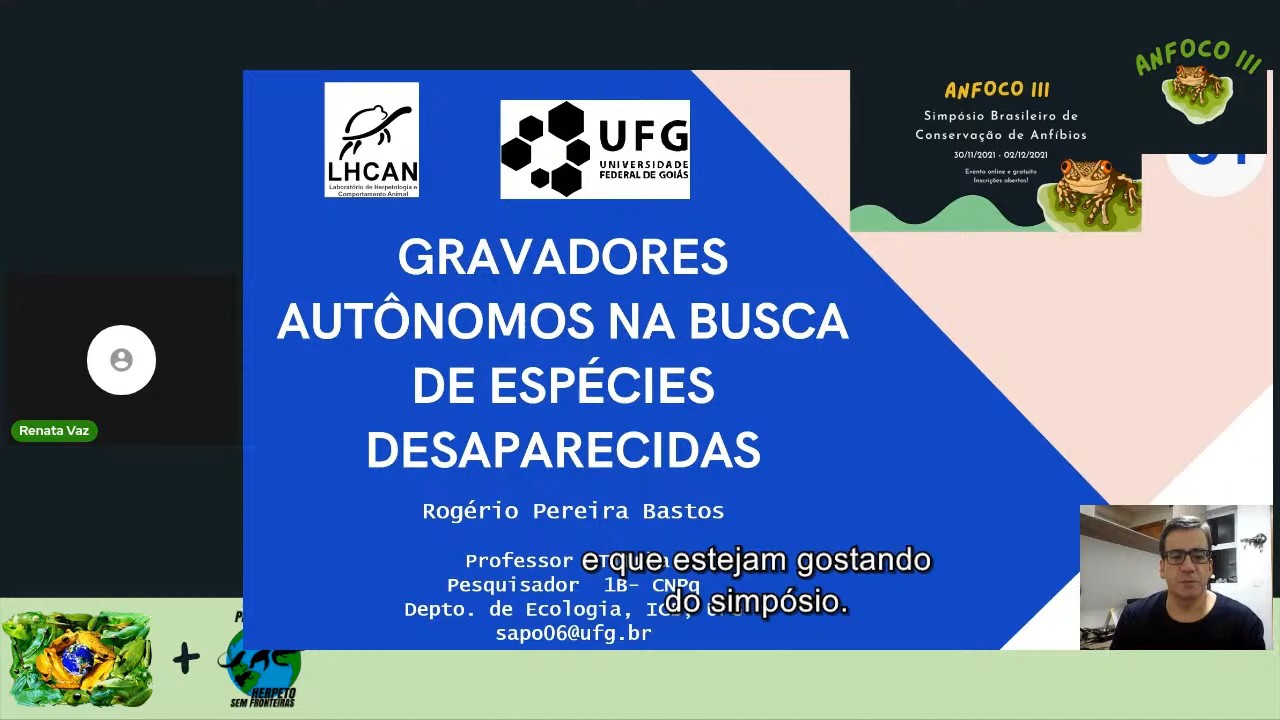 ANFOCO III
LHCAN
Laboratório de Herpetologia e
Comportamento Animal
UFG
UNIVERSIDADE
FEDERAL DE GOIÁS
ANFOCO III
Simpósio Brasileiro de
Conservação de Anfíbios
30/11/2021 - 02/12/2021
Evento online e gratuito
Inscrições abertas!
GRAVADORES
AUTÔNOMOS NA BUSCA
DE ESPÉCIES
DESAPARECIDAS
Renata Vaz
Rogério Pereira Bastos
Professor
Pesquisador 1B- CNPq
Depto. de Ecologia,
sapo06@ufg.br
e que estejam gostando
do simpósio.
+
HERPETO
SEM FRONTEIRAS